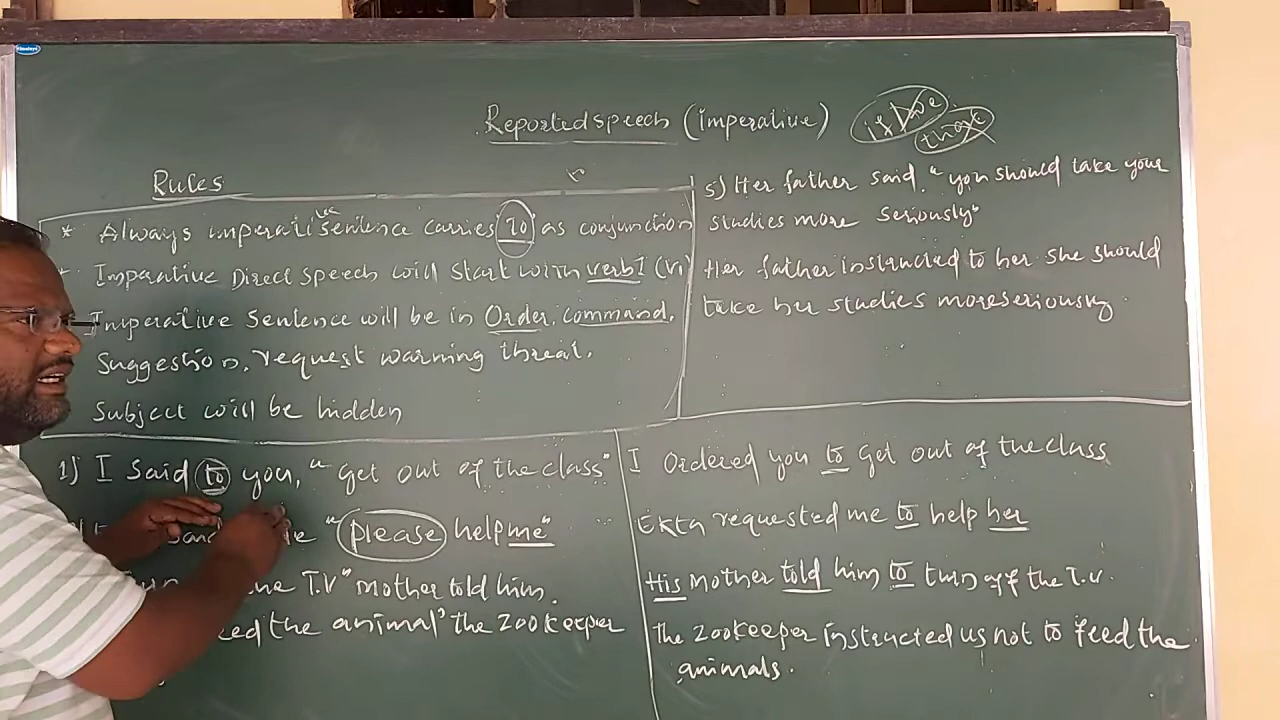 Reported speech (imperative)
if that
Rules
* Always imperative sentence carries "To" as conjunction
* Imperative Direct speech will start with verb1 (V1)
Imperative sentence will be in Order, command,
Suggestion, request warning threat.
Subject will be hidden
5) Her father said, "you should take your
studies more seriously"
Her father instructed to her she should
take her studies more seriously.
1) I said to you, "get out of the class"
"please help me"
T.V" mother told him.
the animal" the zookeeper
I Ordered you to get out of the class
Ekta requested me to help her
His mother told him to turn off the T.V.
The zookeeper instructed us not to feed the
animals.